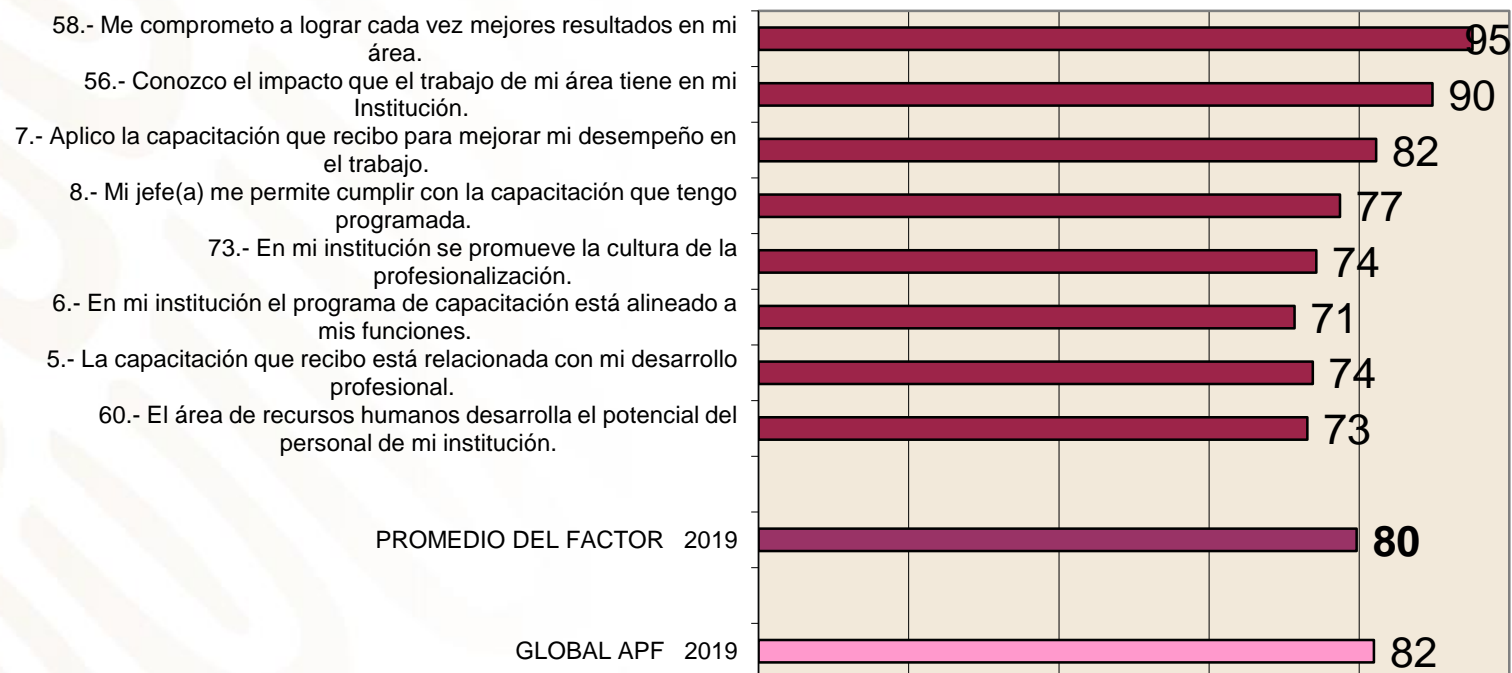 58.- Me comprometo a lograr cada vez mejores resultados en mi
área.
95
56.- Conozco el impacto que el trabajo de mi área tiene en mi
Institución.
90
7.- Aplico la capacitación que recibo para mejorar mi desempeño en
el trabajo.
82
8.- Mi jefe(a) me permite cumplir con la capacitación que tengo
programada.
77
73.- En mi institución se promueve la cultura de la
profesionalización.
74
6.- En mi institución el programa de capacitación está alineado a
mis funciones.
71
5.- La capacitación que recibo está relacionada con mi desarrollo
profesional.
74
60.- El área de recursos humanos desarrolla el potencial del
personal de mi institución.
73
PROMEDIO DEL FACTOR 2019
80
GLOBAL APF 2019
82